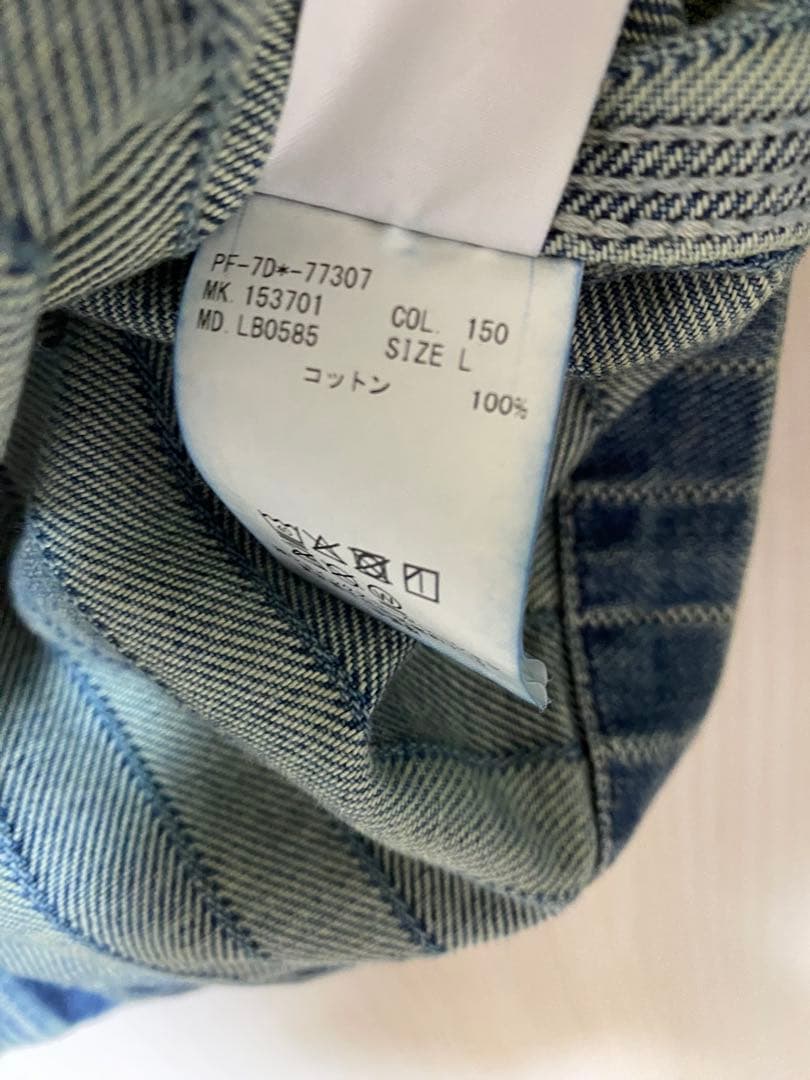 PF-7D*-77307
MK. 153701 COL. 150
MD. LB0585 SIZE L
コットン 100%